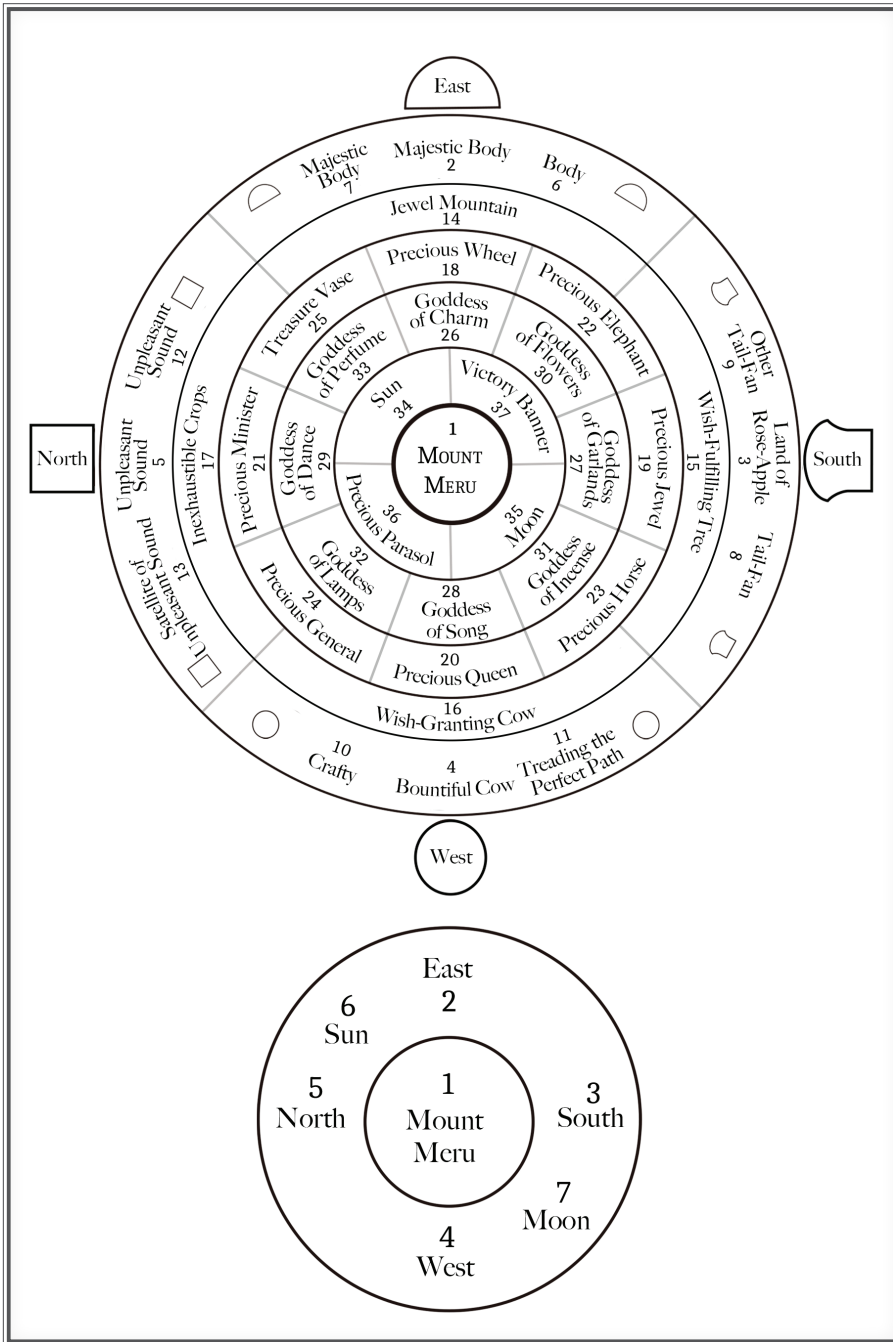 East
Majestic
Body
7
Majestic Body
2
Body
6
Jewel Mountain
14
Precious Wheel
18
Treasure Vase
25
Precious Elephant
22
Goddess
of Charm
26
Goddess
of Perfume
33
Goddess
of Flowers
30
Sun
34
Victory Banner
37
Unpleasant
Sound
12
Other
Tail-Fan
9
North
Unpleasant
Sound
5
Inexhaustible Crops
17
Precious Minister
21
Goddess
of Dance
29
1
Mount
Meru
Goddess
of Garlands
27
Precious Jewel
19
Wish-Fulfilling Tree
15
Land of
Rose-Apple
3
South
Satellite of
Unpleasant Sound
13
Tail-Fan
8
36
Precious Parasol
35
Moon
32
Goddess
of Lamps
28
Goddess
of Song
31
Goddess
of Incense
24
Precious General
20
Precious Queen
23
Precious Horse
16
Wish-Granting Cow
10
Crafty
4
Bountiful Cow
11
Treading the
Perfect Path
West
East
2
6
Sun
5
North
1
Mount
Meru
3
South
7
Moon
4
West